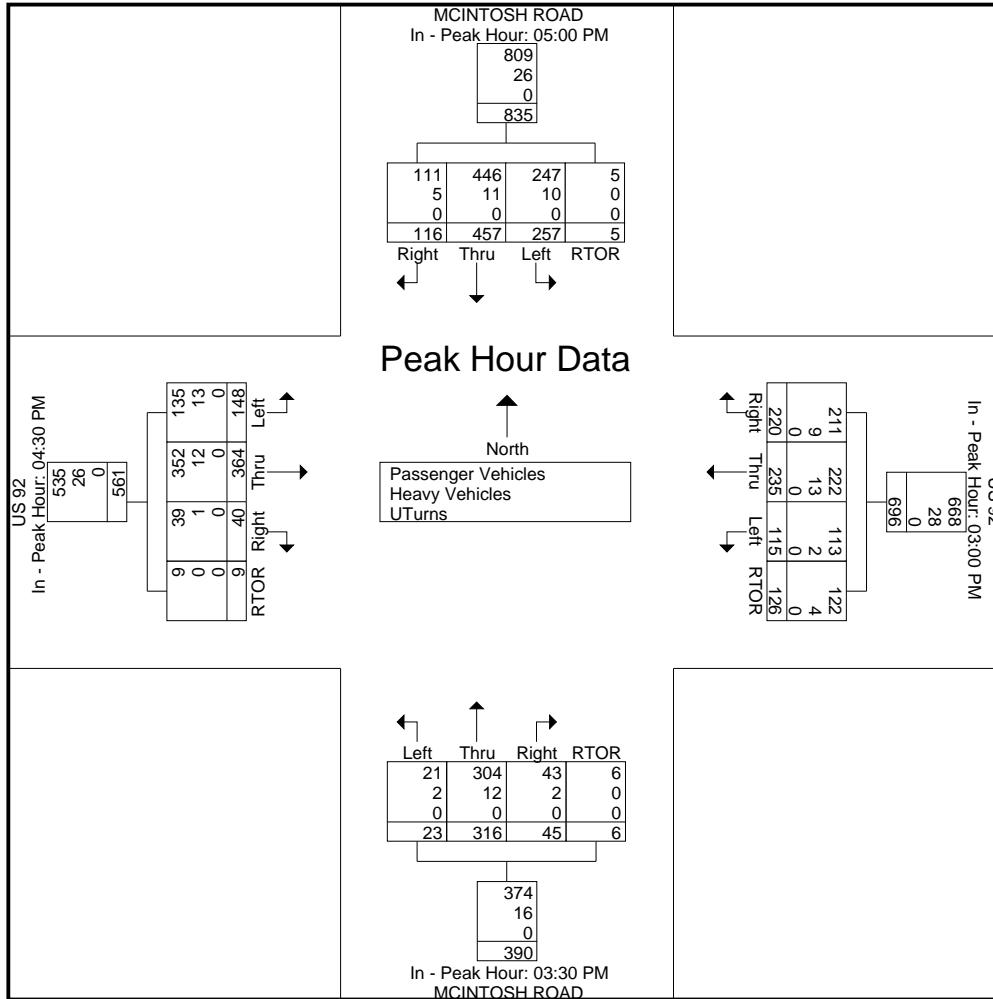 MCINTOSH ROAD
In - Peak Hour: 05:00 PM
809
26
0
835
111 446 247 5
5 11 10 0
0 0 0 0
116 457 257 5
Right Thru Left RTOR
Peak Hour Data
North
Passenger Vehicles
Heavy Vehicles
UTurns
US 92
In - Peak Hour: 04:30 PM
535
26
0
561
135 13 0 148 Left
352 12 0 364 Thru
39 1 0 40 Right
9 0 0 9 RTOR
In - Peak Hour: 03:00 PM
668
28
0
696
211 9 0 220 Right
222 13 0 235 Thru
113 2 0 115 Left
122 4 0 126 RTOR
Left Thru Right RTOR
21 304 43 6
2 12 2 0
0 0 0 0
23 316 45 6
374
16
0
390
In - Peak Hour: 03:30 PM
MCINTOSH ROAD